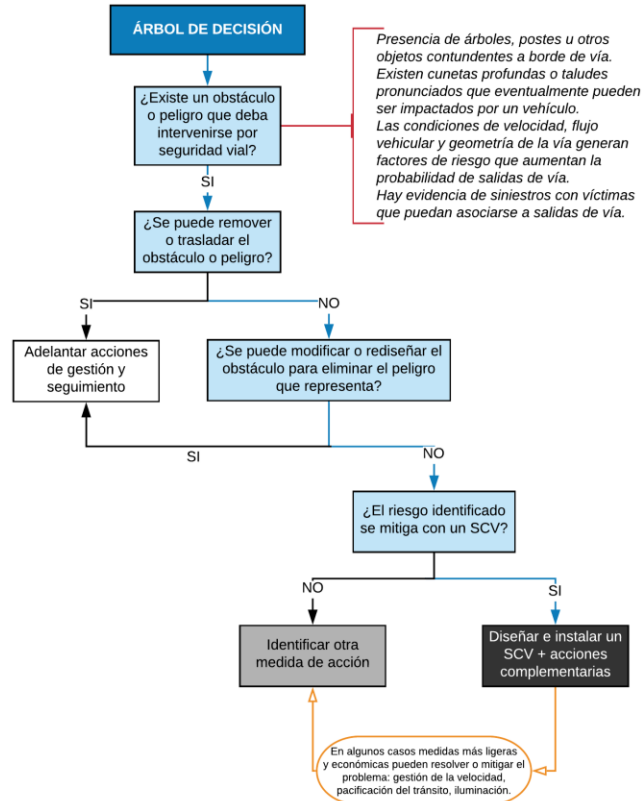 ÁRBOL DE DECISIÓN
¿Existe un obstáculo
o peligro que deba
intervenirse por
seguridad vial?
Presencia de árboles, postes u otros
objetos contundentes a borde de vía.
Existen cunetas profundas o taludes
pronunciados que eventualmente pueden
ser impactados por un vehículo.
Las condiciones de velocidad, flujo
vehicular y geometría de la vía generan
factores de riesgo que aumentan la
probabilidad de salidas de vía.
Hay evidencia de siniestros con víctimas
que puedan asociarse a salidas de vía.
SI
¿Se puede remover
o trasladar el
obstáculo o peligro?
SI
NO
Adelantar acciones
de gestión y
seguimiento
¿Se puede modificar o rediseñar el
obstáculo para eliminar el peligro
que representa?
SI
NO
¿El riesgo identificado
se mitiga con un SCV?
NO
SI
Identificar otra
medida de acción
Diseñar e instalar un
SCV + acciones
complementarias
En algunos casos medidas más ligeras
y económicas pueden resolver o mitigar el
problema: gestión de la velocidad,
pacificación del tránsito, iluminación.